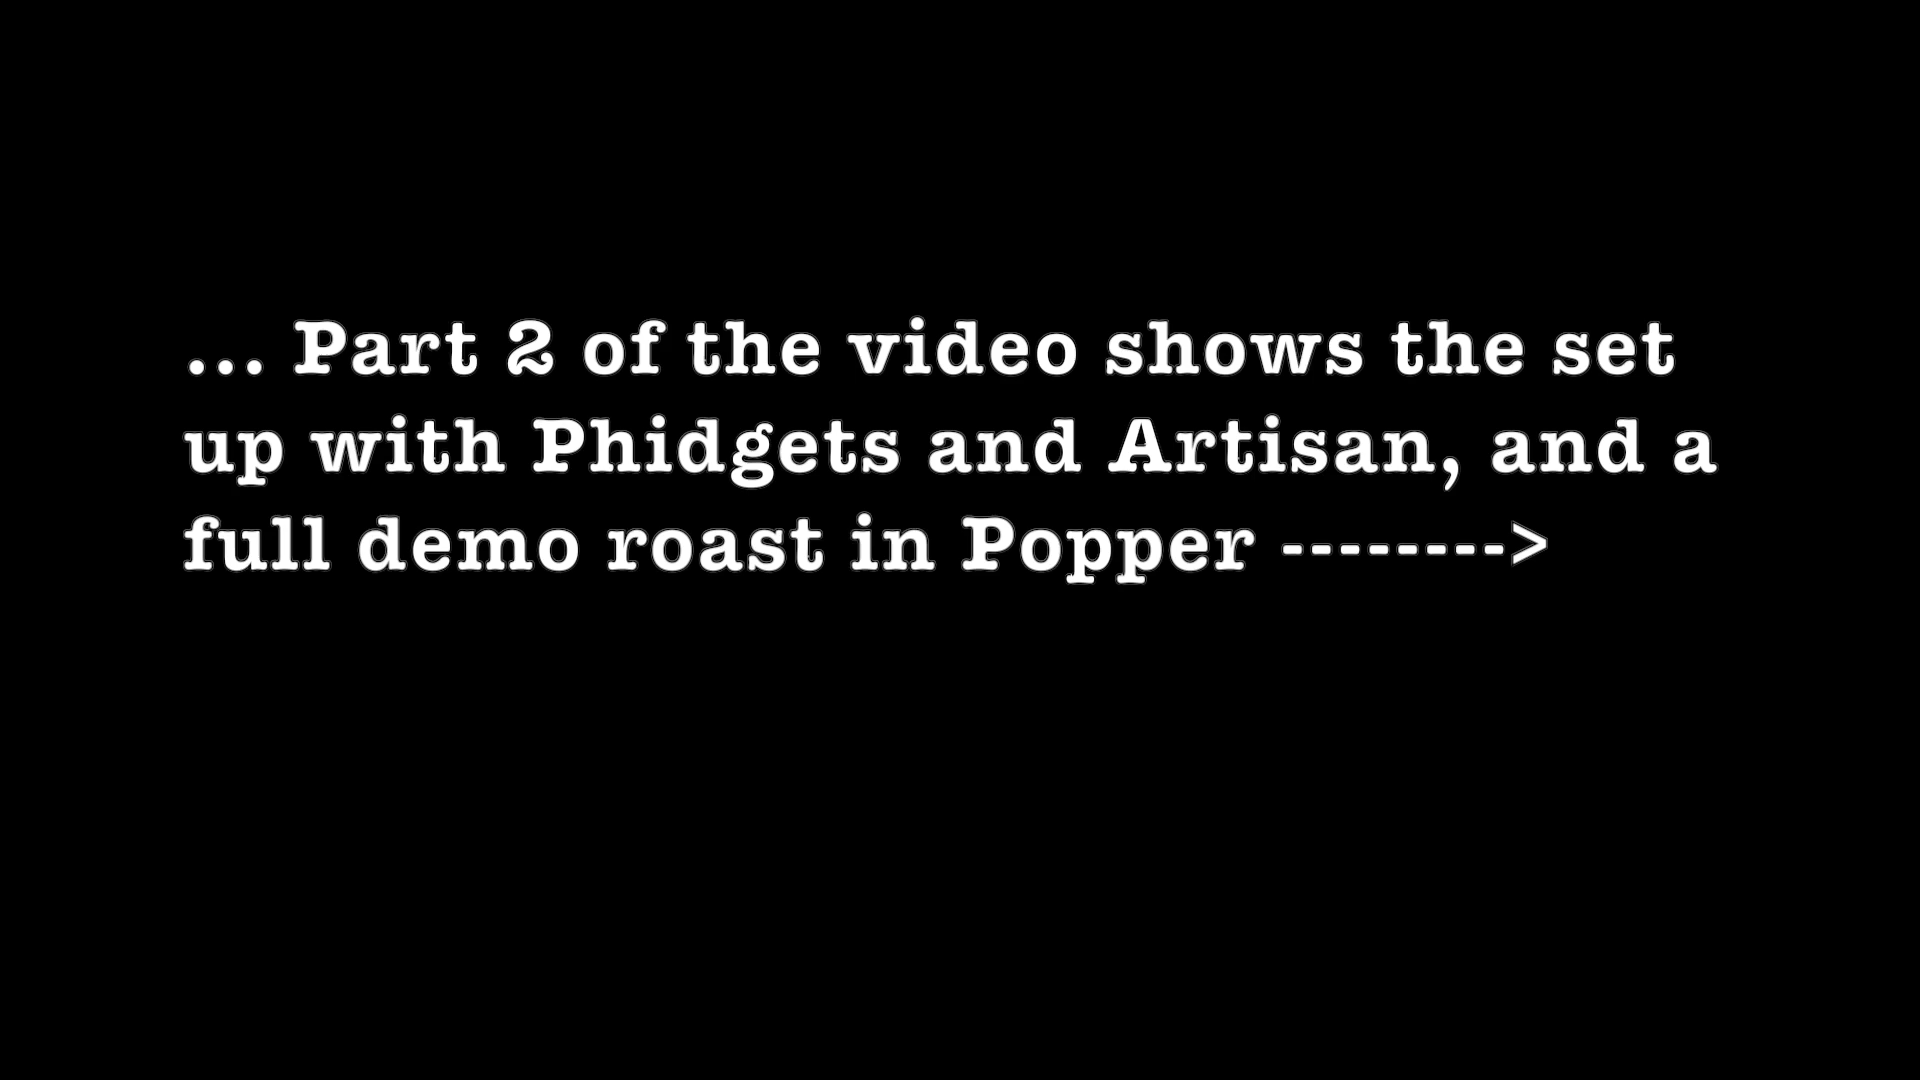 ... Part 2 of the video shows the set
up with Phidgets and Artisan, and a
full demo roast in Popper -------->